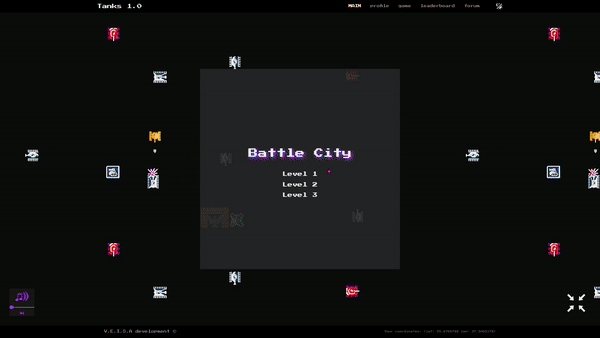 Tanks 1.0
MAIN profile game leaderboard forum
Battle City
Level 1
Level 2
Level 3
V.E.I.D.A development ©